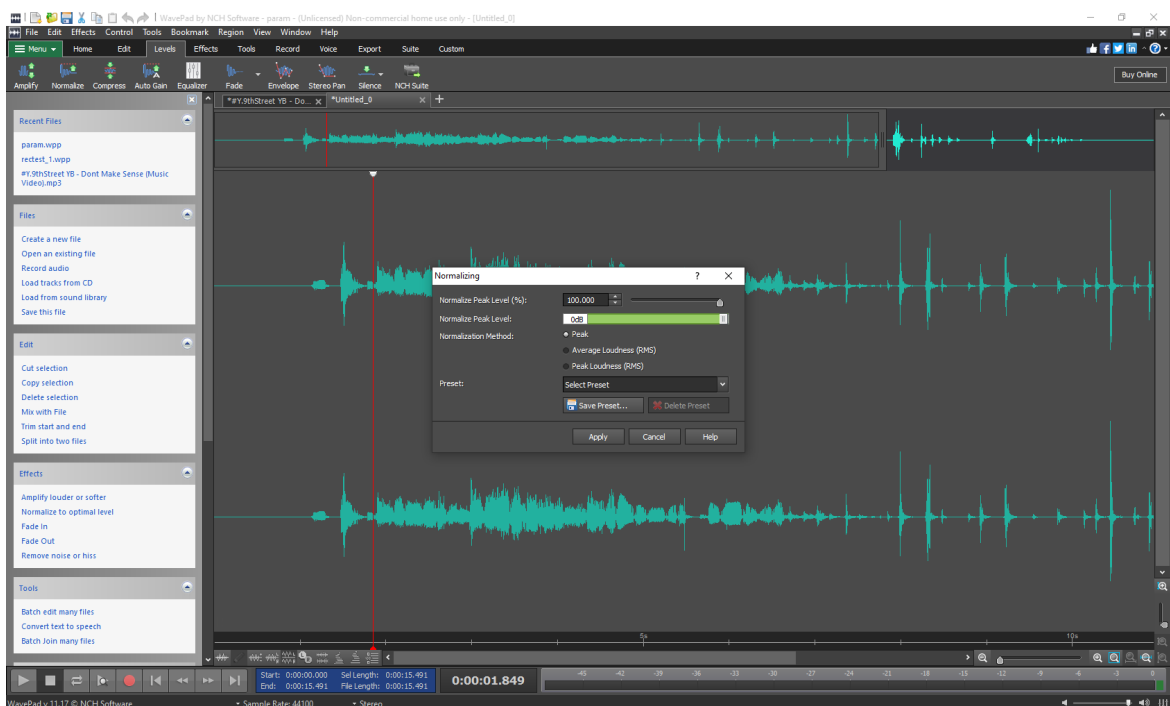 WavePad by NCH Software - param - (Unlicensed) Non-commercial home use only - [Untitled_0]
File Edit Effects Control Tools Bookmark Region View Window Help
Menu Home Edit Levels Effects Tools Record Voice Export Suite Custom
Amplify Normalize Compress Auto Gain Equalizer Fade Envelope Stereo Pan Silence NCH Suite
Buy Online
*#Y.9thStreet YB - Do... *Untitled_0
Recent Files
param.wpp
rectest_1.wpp
#Y.9thStreet YB - Dont Make Sense (Music
Video).mp3
Files
Create a new file
Open an existing file
Record audio
Load tracks from CD
Load from sound library
Save this file
Edit
Cut selection
Copy selection
Delete selection
Mix with File
Trim start and end
Split into two files
Effects
Amplify louder or softer
Normalize to optimal level
Fade In
Fade Out
Remove noise or hiss
Tools
Batch edit many files
Convert text to speech
Batch Join many files
Normalizing
Normalize Peak Level (%): 100.000
Normalize Peak Level: 0dB
Normalization Method: Peak
Average Loudness (RMS)
Peak Loudness (RMS)
Preset: Select Preset
Save Preset... Delete Preset
Apply Cancel Help
5s 10s
Start: 0:00:00.000 Sel Length: 0:00:15.491
End: 0:00:15.491 File Length: 0:00:15.491
0:00:01.849
-45 -42 -39 -36 -33 -30 -27 -24 -21 -18 -15 -12 -9 -6 -3 0
WavePad v 11.17 © NCH Software Sample Rate: 44100 Stereo